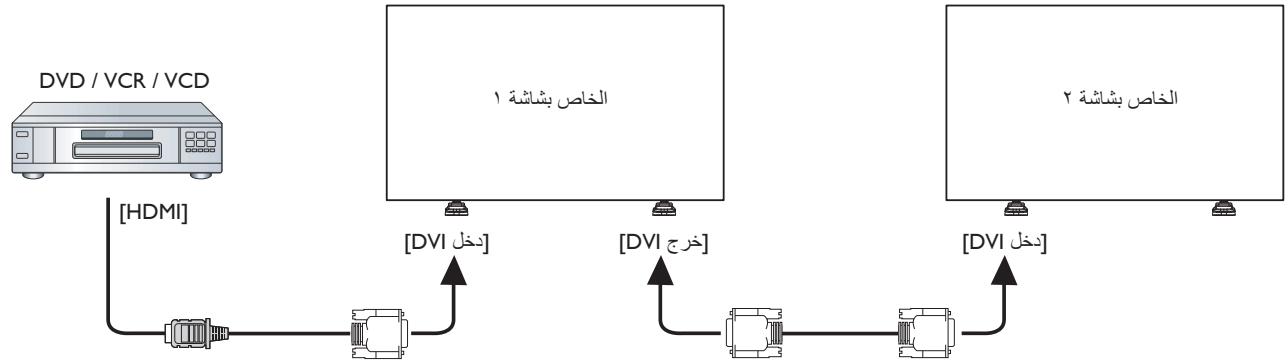 DVD / VCR / VCD
الخاص بشاشة ١
الخاص بشاشة ٢
[HDMI]
[دخل DVI]
[خرج DVI]
[دخل DVI]